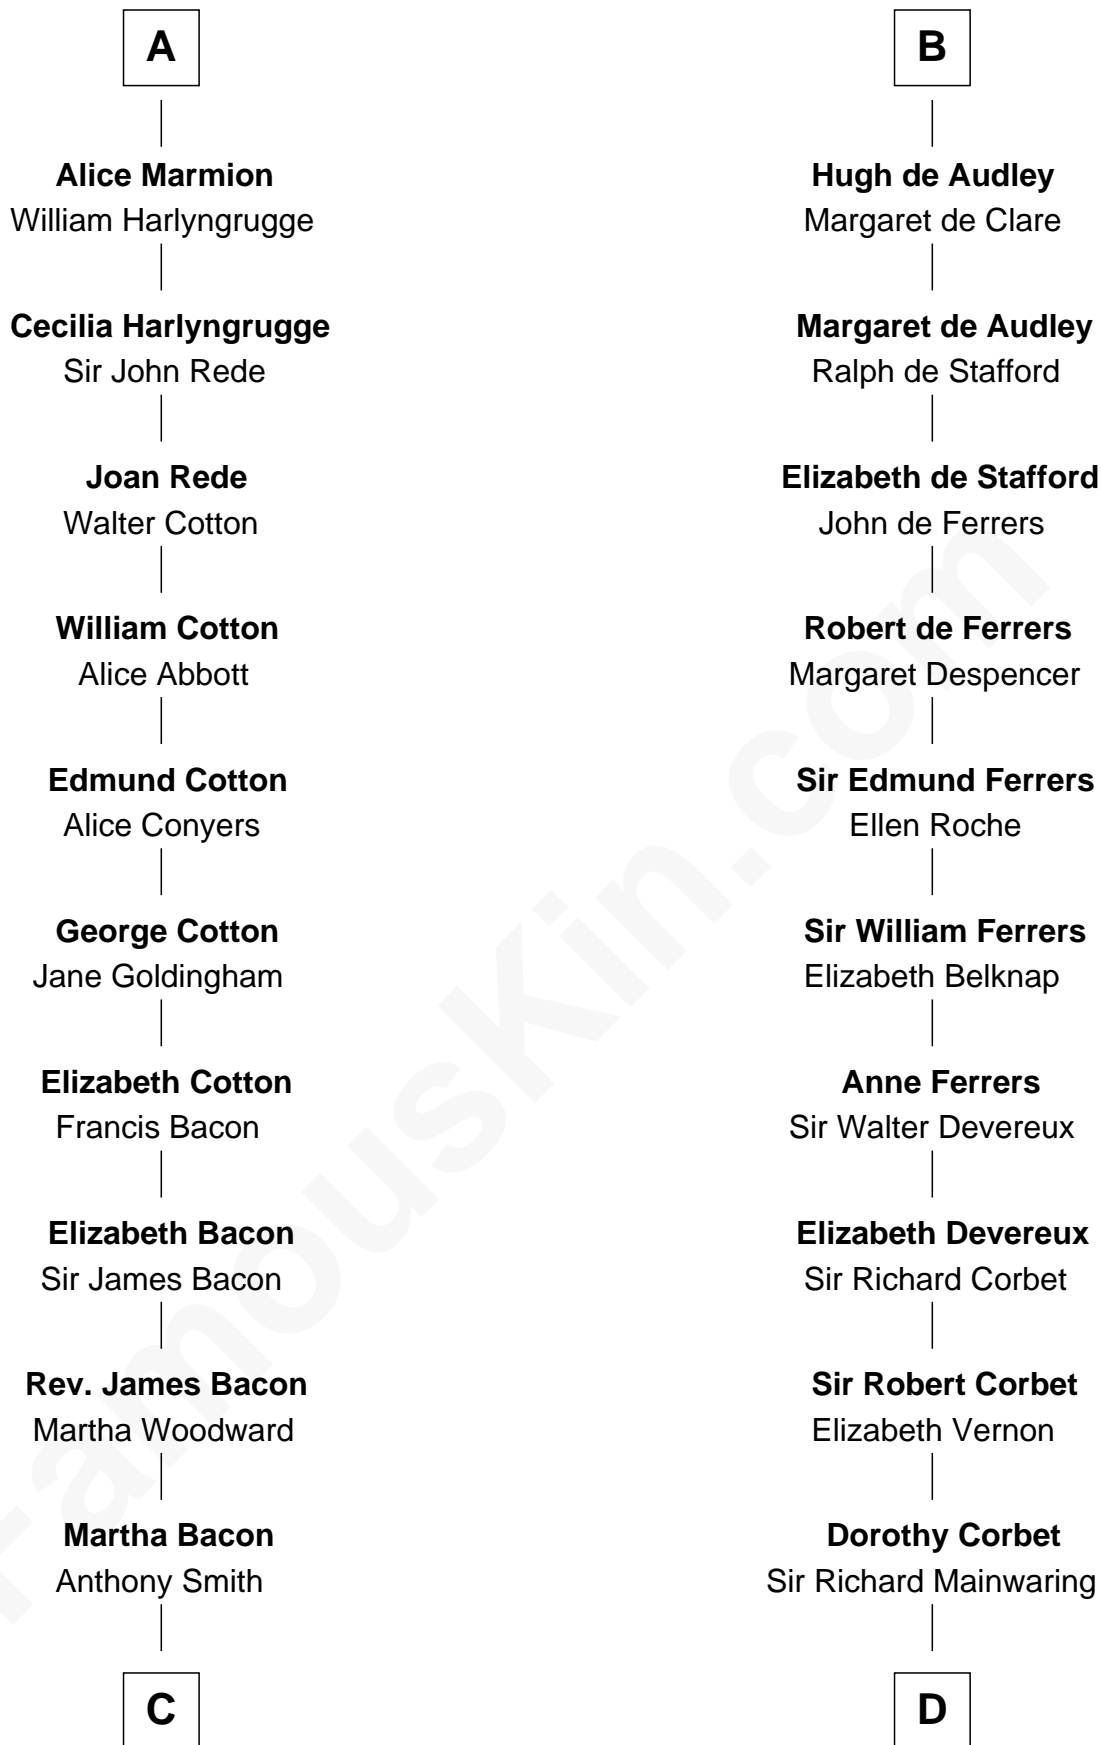 A
Alice Marmion
William Harlyngrugge
Cecilia Harlyngrugge
Sir John Rede
Joan Rede
Walter Cotton
William Cotton
Alice Abbott
Edmund Cotton
Alice Conyers
George Cotton
Jane Goldingham
Elizabeth Cotton
Francis Bacon
Elizabeth Bacon
Sir James Bacon
Rev. James Bacon
Martha Woodward
Martha Bacon
Anthony Smith
C
B
Hugh de Audley
Margaret de Clare
Margaret de Audley
Ralph de Stafford
Elizabeth de Stafford
John de Ferrers
Robert de Ferrers
Margaret Despencer
Sir Edmund Ferrers
Ellen Roche
Sir William Ferrers
Elizabeth Belknap
Anne Ferrers
Sir Walter Devereux
Elizabeth Devereux
Sir Richard Corbet
Sir Robert Corbet
Elizabeth Vernon
Dorothy Corbet
Sir Richard Mainwaring
D
FamousKin.com